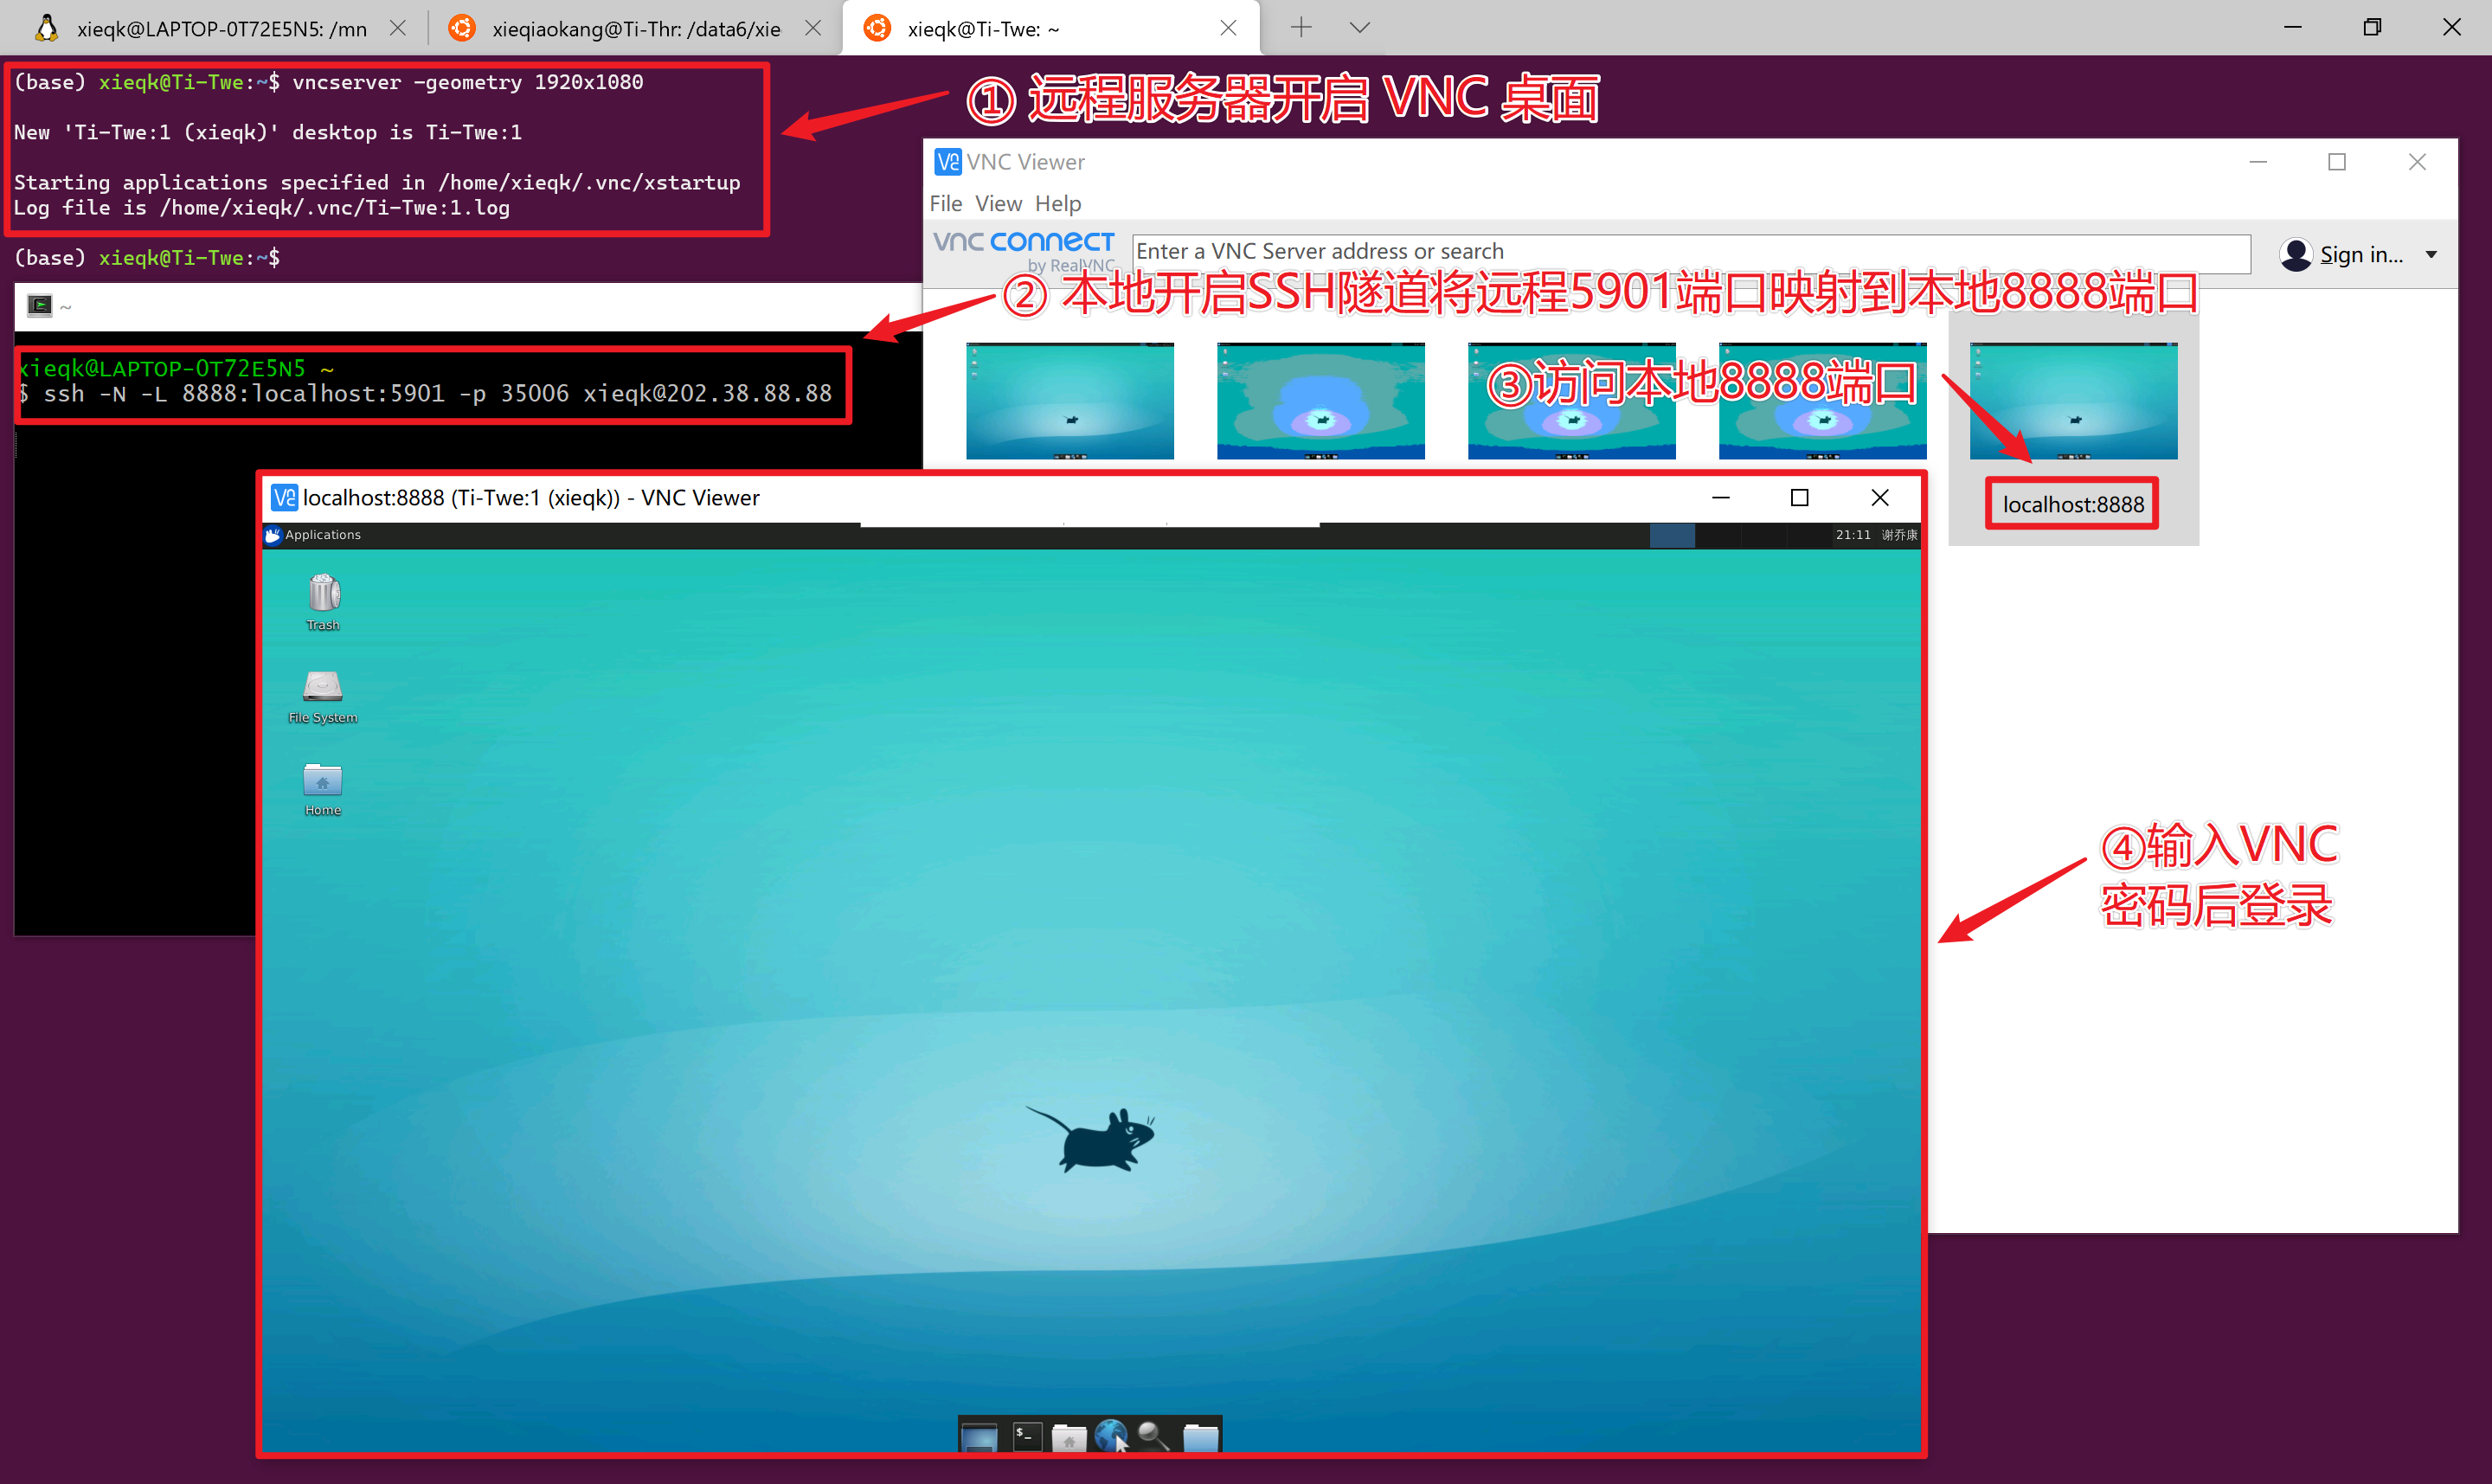 xieqk@LAPTOP-0T72E5N5: /mn
xieqiaokang@Ti-Thr: /data6/xie
xieqk@Ti-Twe: ~
(base) xieqk@Ti-Twe:~$ vncserver -geometry 1920x1080
New 'Ti-Twe:1 (xieqk)' desktop is Ti-Twe:1
Starting applications specified in /home/xieqk/.vnc/xstartup
Log file is /home/xieqk/.vnc/Ti-Twe:1.log
(base) xieqk@Ti-Twe:~$
① 远程服务器开启 VNC 桌面
VNC Viewer
File View Help
vnc connect
by RealVNC
Enter a VNC Server address or search
Sign in...
② 本地开启SSH隧道将远程5901端口映射到本地8888端口
~
xieqk@LAPTOP-0T72E5N5 ~
$ ssh -N -L 8888:localhost:5901 -p 35006 xieqk@202.38.88.88
③访问本地8888端口
localhost:8888
localhost:8888 (Ti-Twe:1 (xieqk)) - VNC Viewer
Applications
21:11 谢乔康
Trash
File System
Home
④输入VNC
密码后登录